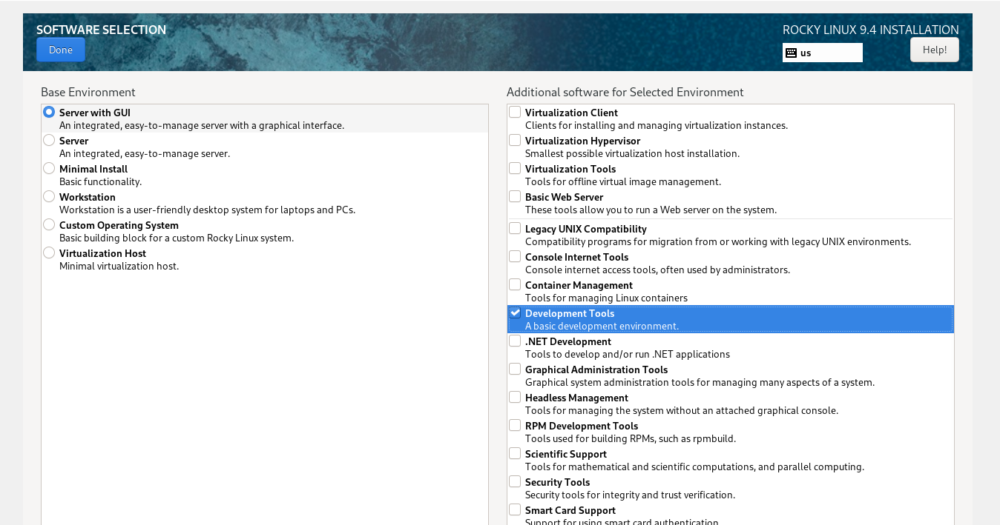 SOFTWARE SELECTION
Done
ROCKY LINUX 9.4 INSTALLATION
us
Help!
Base Environment
Server with GUI
An integrated, easy-to-manage server with a graphical interface.
Server
An integrated, easy-to-manage server.
Minimal Install
Basic functionality.
Workstation
Workstation is a user-friendly desktop system for laptops and PCs.
Custom Operating System
Basic building block for a custom Rocky Linux system.
Virtualization Host
Minimal virtualization host.
Additional software for Selected Environment
Virtualization Client
Clients for installing and managing virtualization instances.
Virtualization Hypervisor
Smallest possible virtualization host installation.
Virtualization Tools
Tools for offline virtual image management.
Basic Web Server
These tools allow you to run a Web server on the system.
Legacy UNIX Compatibility
Compatibility programs for migration from or working with legacy UNIX environments.
Console Internet Tools
Console internet access tools, often used by administrators.
Container Management
Tools for managing Linux containers
Development Tools
A basic development environment.
.NET Development
Tools to develop and/or run .NET applications
Graphical Administration Tools
Graphical system administration tools for managing many aspects of a system.
Headless Management
Tools for managing the system without an attached graphical console.
RPM Development Tools
Tools used for building RPMs, such as rpmbuild.
Scientific Support
Tools for mathematical and scientific computations, and parallel computing.
Security Tools
Security tools for integrity and trust verification.
Smart Card Support
Support for using smart card authentication.